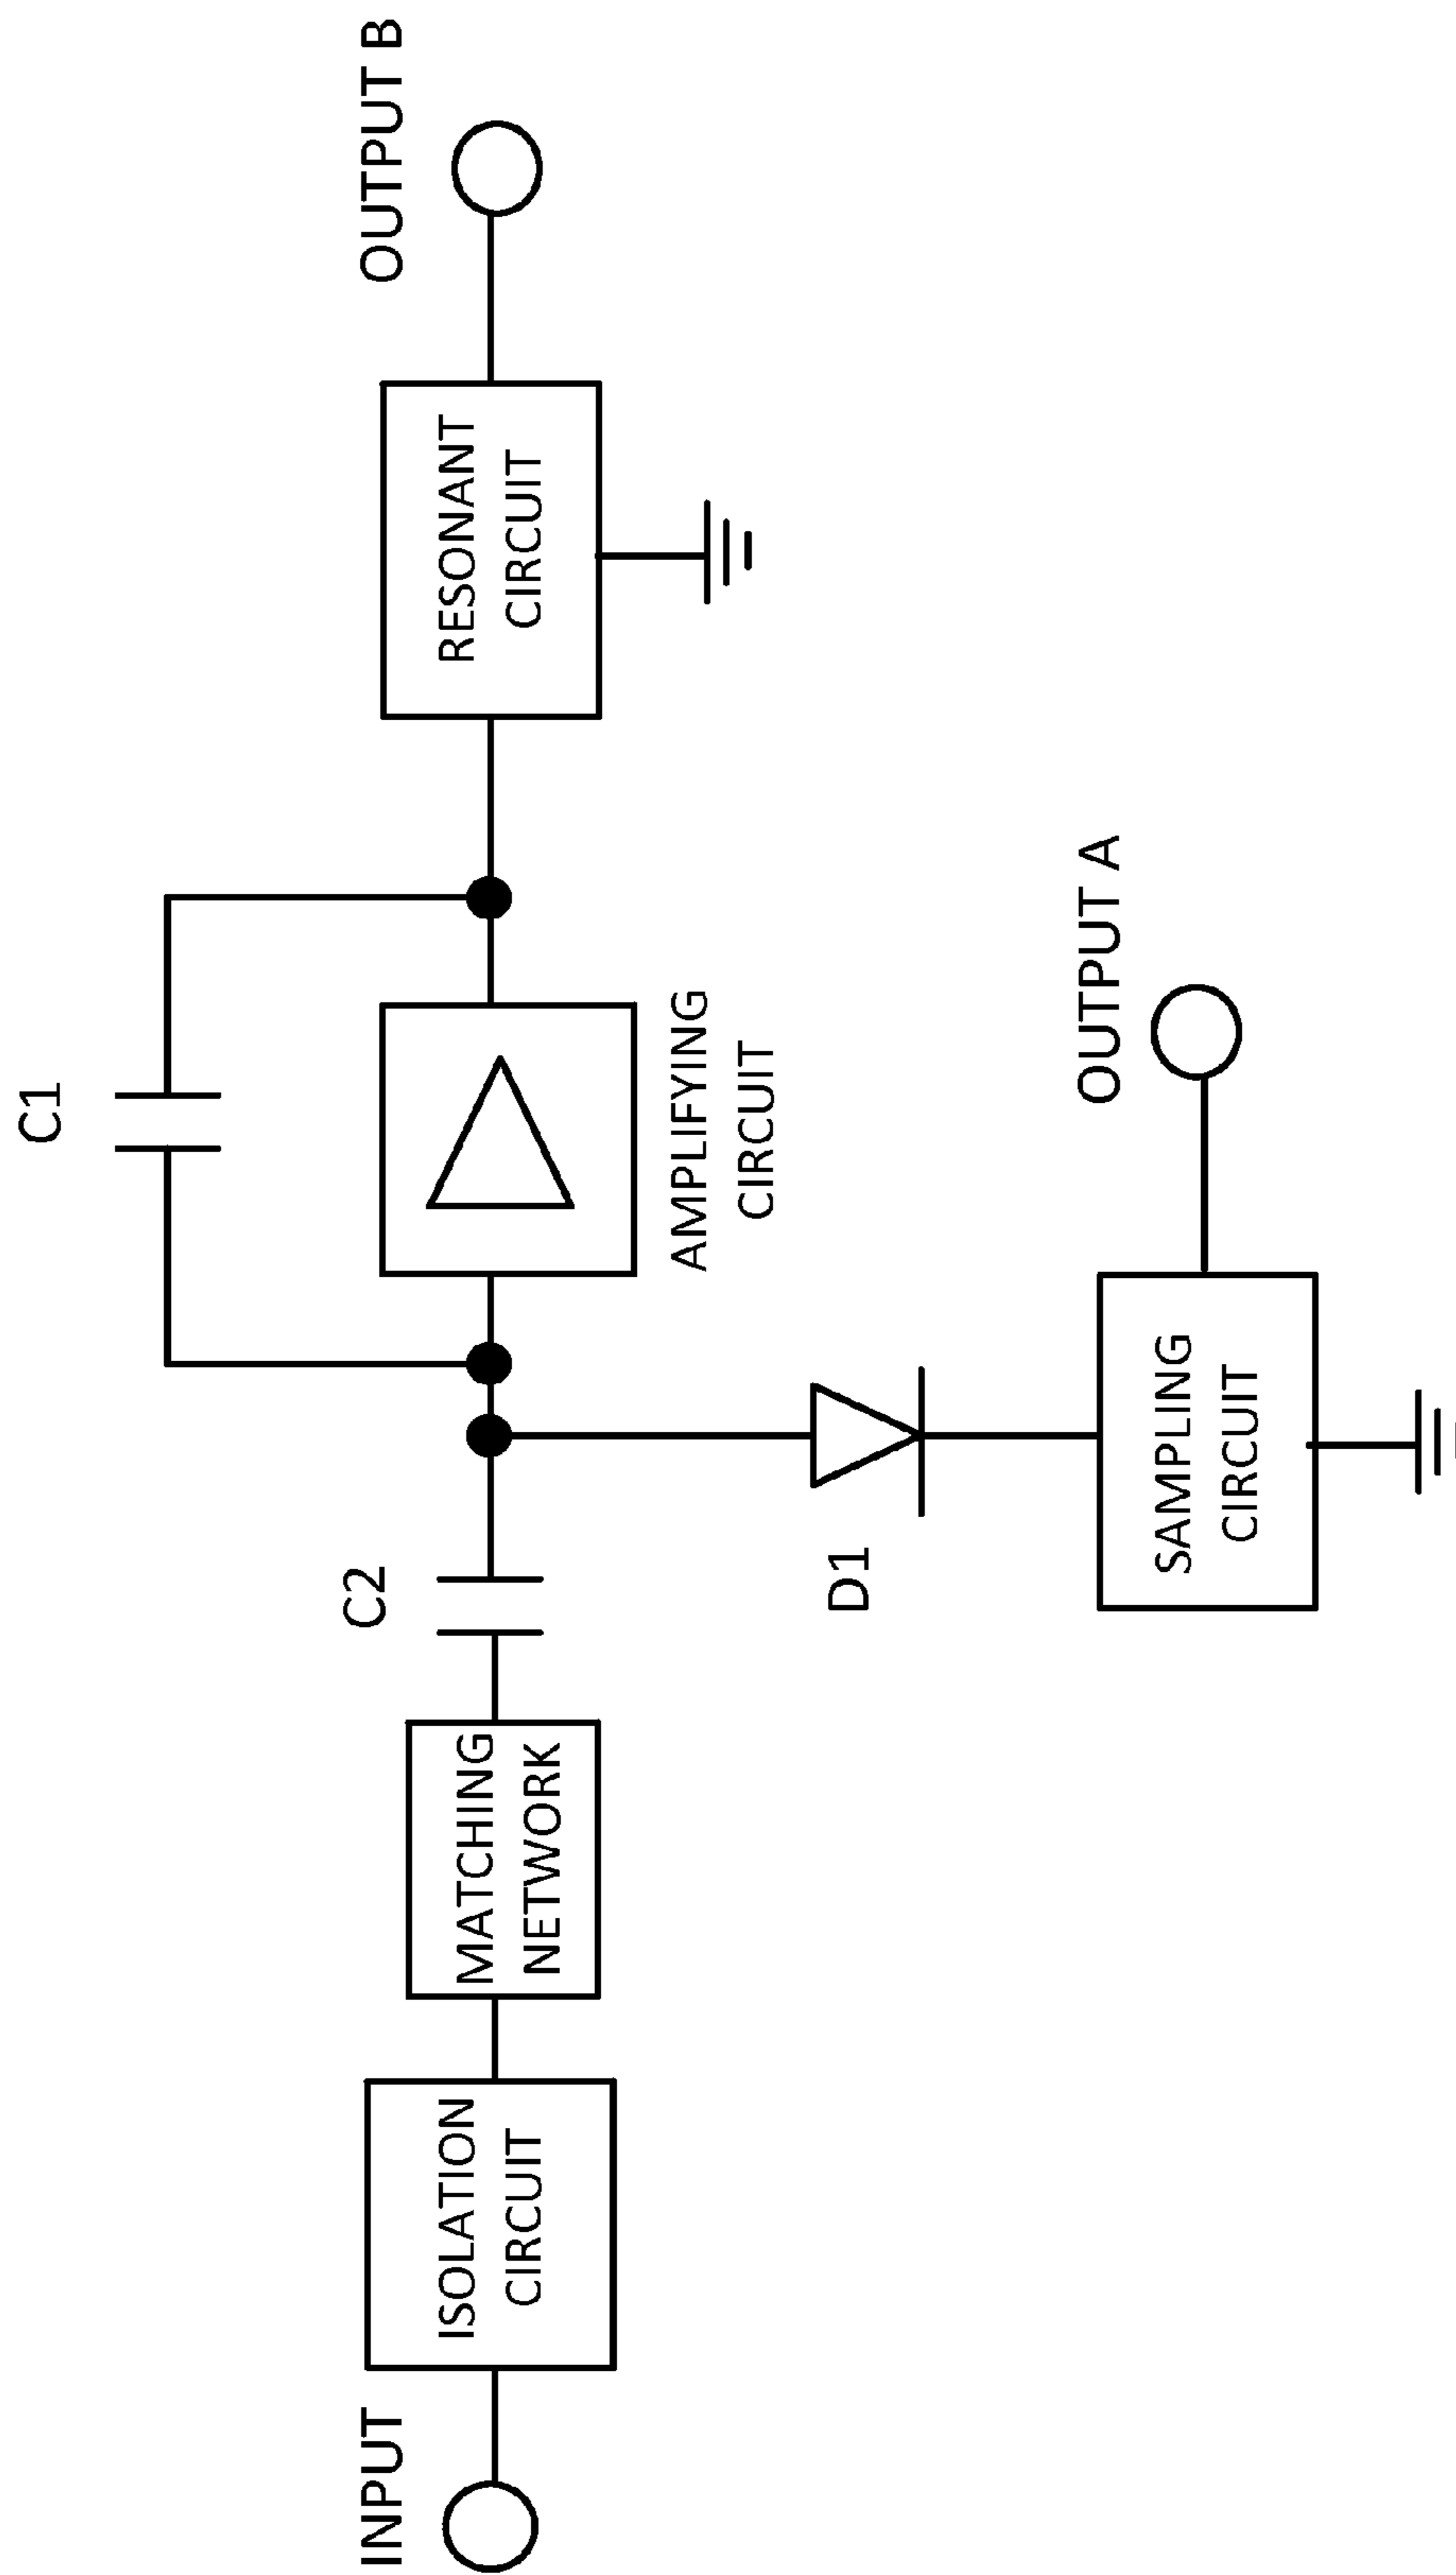 INPUT
ISOLATION
CIRCUIT
MATCHING
NETWORK
C2
C1
AMPLIFYING
CIRCUIT
RESONANT
CIRCUIT
OUTPUT B
D1
SAMPLING
CIRCUIT
OUTPUT A